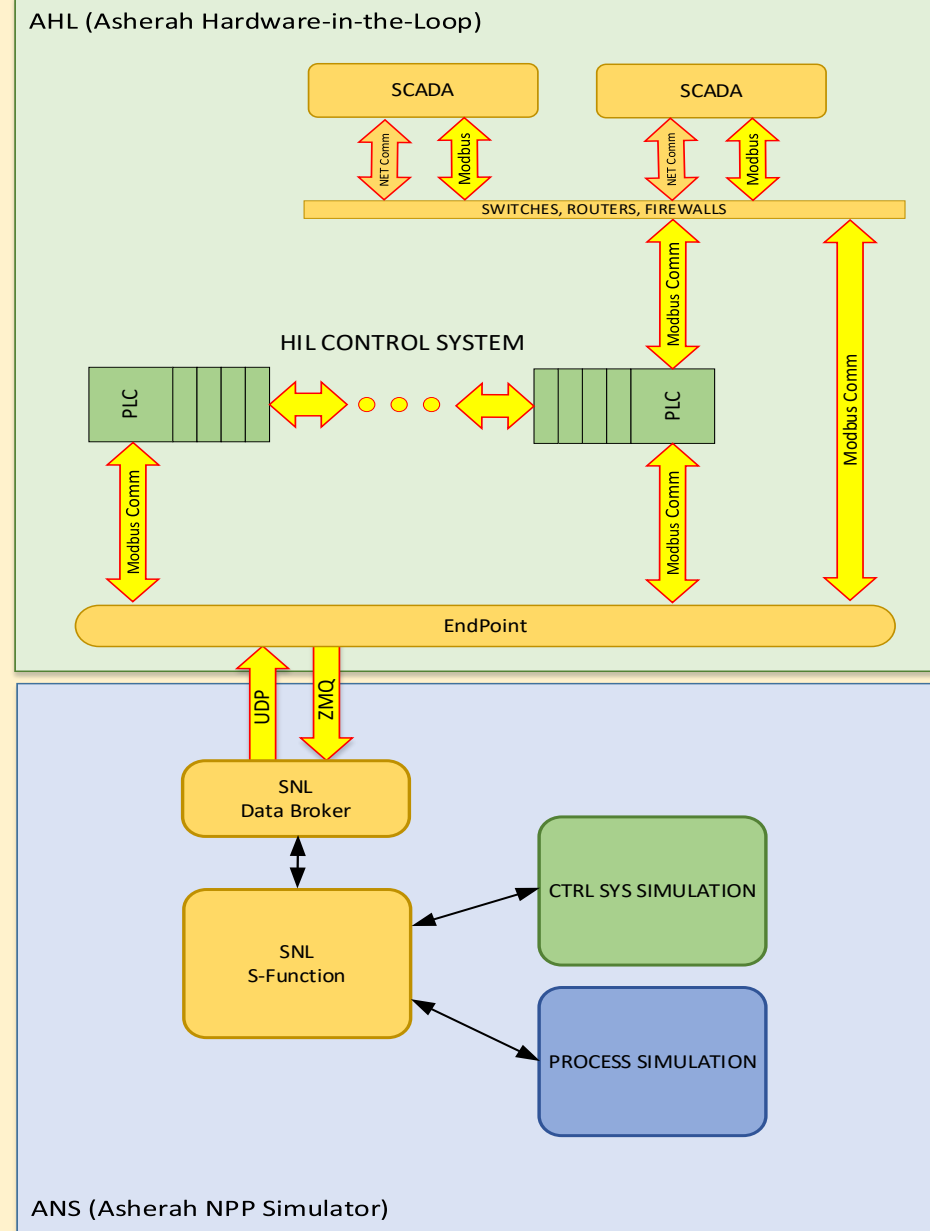 AHL (Asherah Hardware-in-the-Loop)
SCADA
SCADA
NET Comm
Modbus
NET Comm
Modbus
SWITCHES, ROUTERS, FIREWALLS
Modbus Comm
Modbus Comm
HIL CONTROL SYSTEM
PLC
PLC
Modbus Comm
Modbus Comm
EndPoint
UDP
ZMQ
SNL
Data Broker
CTRL SYS SIMULATION
SNL
S-Function
PROCESS SIMULATION
ANS (Asherah NPP Simulator)